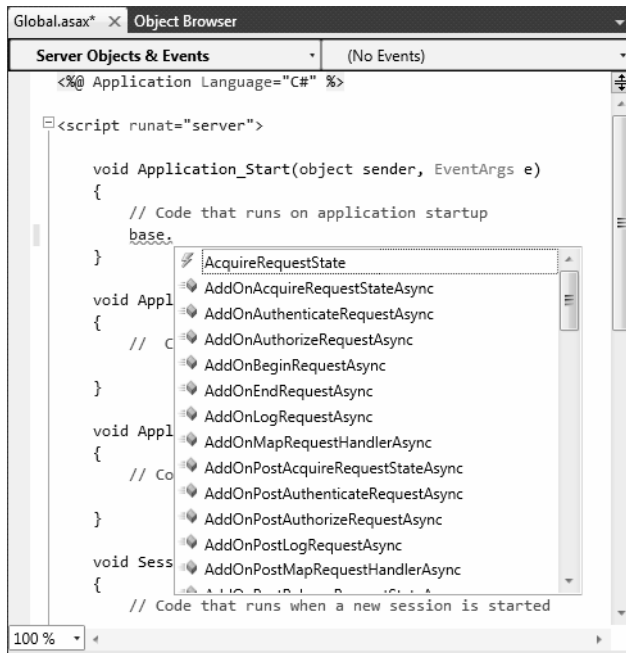 Global.asax* × Object Browser
Server Objects & Events (No Events)
<%@ Application Language="C#" %>
<script runat="server">
void Application_Start(object sender, EventArgs e)
{
// Code that runs on application startup
base.
}
AcquireRequestState
AddOnAcquireRequestStateAsync
AddOnAuthenticateRequestAsync
AddOnAuthorizeRequestAsync
AddOnBeginRequestAsync
AddOnEndRequestAsync
AddOnLogRequestAsync
AddOnMapRequestHandlerAsync
AddOnPostAcquireRequestStateAsync
AddOnPostAuthenticateRequestAsync
AddOnPostAuthorizeRequestAsync
AddOnPostLogRequestAsync
AddOnPostMapRequestHandlerAsync
void Appl
{
// C
}
void Appl
{
// Co
}
void Sess
{
// Code that runs when a new session is started
100 %